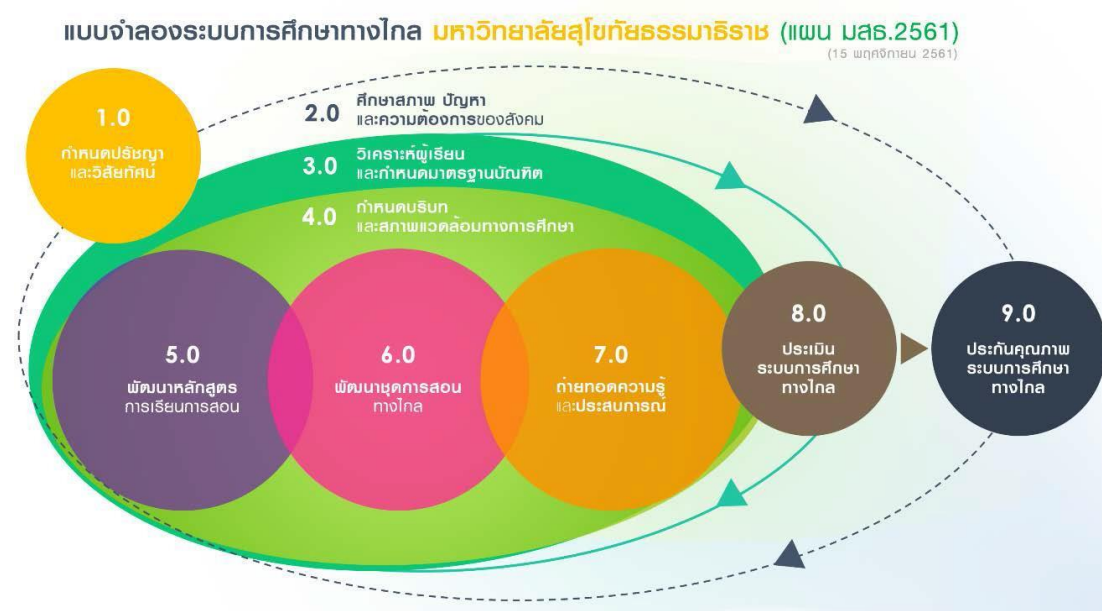 แบบจำลองระบบการศึกษาทางไกล มหาวิทยาลัยสุโขทัยธรรมาธิราช (แผน มสธ.2561)
(15 พฤศจิกายน 2561)
1.0
กำหนดปรัชญา
และวิสัยทัศน์
2.0
ศึกษาสภาพ ปัญหา
และความต้องการของสังคม
3.0
วิเคราะห์ผู้เรียน
และกำหนดมาตรฐานบัณฑิต
4.0
กำหนดบริบท
และสภาพแวดล้อมทางการศึกษา
5.0
พัฒนาหลักสูตร
การเรียนการสอน
6.0
พัฒนาชุดการสอน
ทางไกล
7.0
ถ่ายทอดความรู้
และประสบการณ์
8.0
ประเมิน
ระบบการศึกษา
ทางไกล
9.0
ประกันคุณภาพ
ระบบการศึกษา
ทางไกล